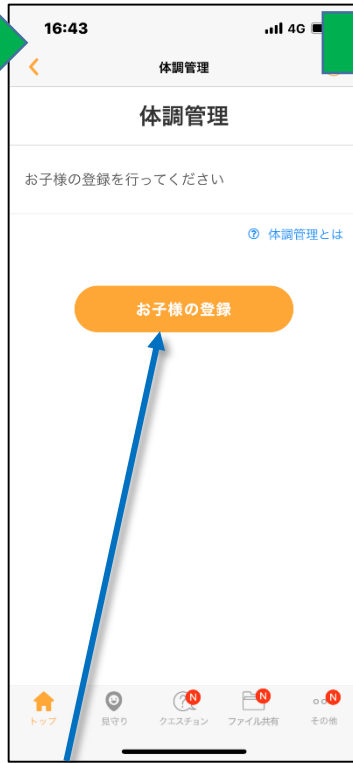 16:43
4G
体調管理
体調管理
お子様の登録を行ってください
? 体調管理とは
お子様の登録
N N N
トップ 見守り クエスチョン ファイル共有 その他